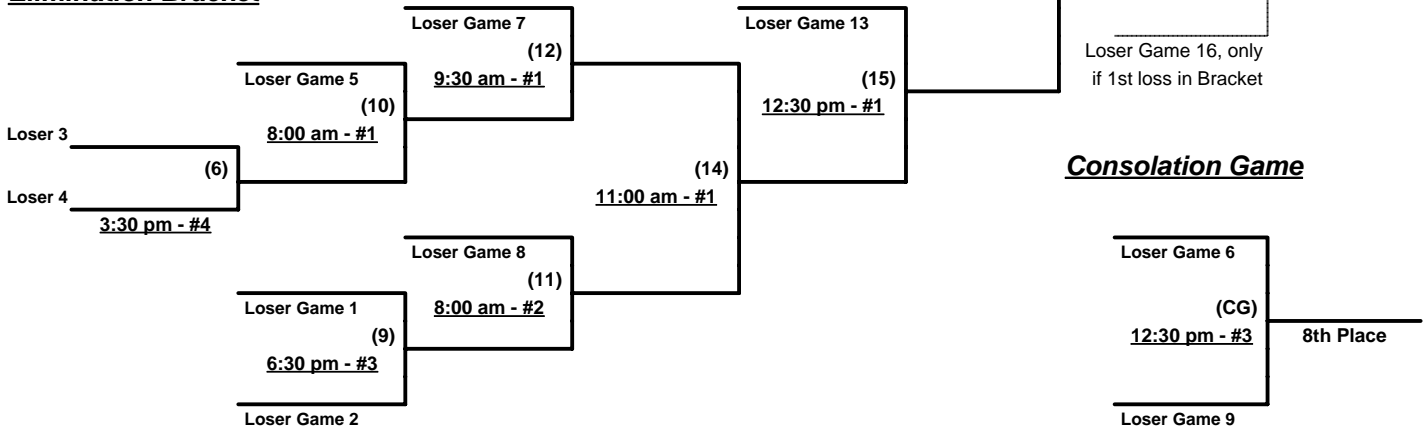 Elimination Bracket
Loser Game 7
Loser Game 13
(12)
Loser Game 16, only
if 1st loss in Bracket
Loser Game 5
9:30 am - #1
(15)
(10)
12:30 pm - #1
Loser 3
8:00 am - #1
(6)
(14)
Consolation Game
Loser 4
11:00 am - #1
3:30 pm - #4
Loser Game 8
Loser Game 6
(11)
Loser Game 1
8:00 am - #2
(CG)
(9)
12:30 pm - #3
8th Place
6:30 pm - #3
Loser Game 2
Loser Game 9